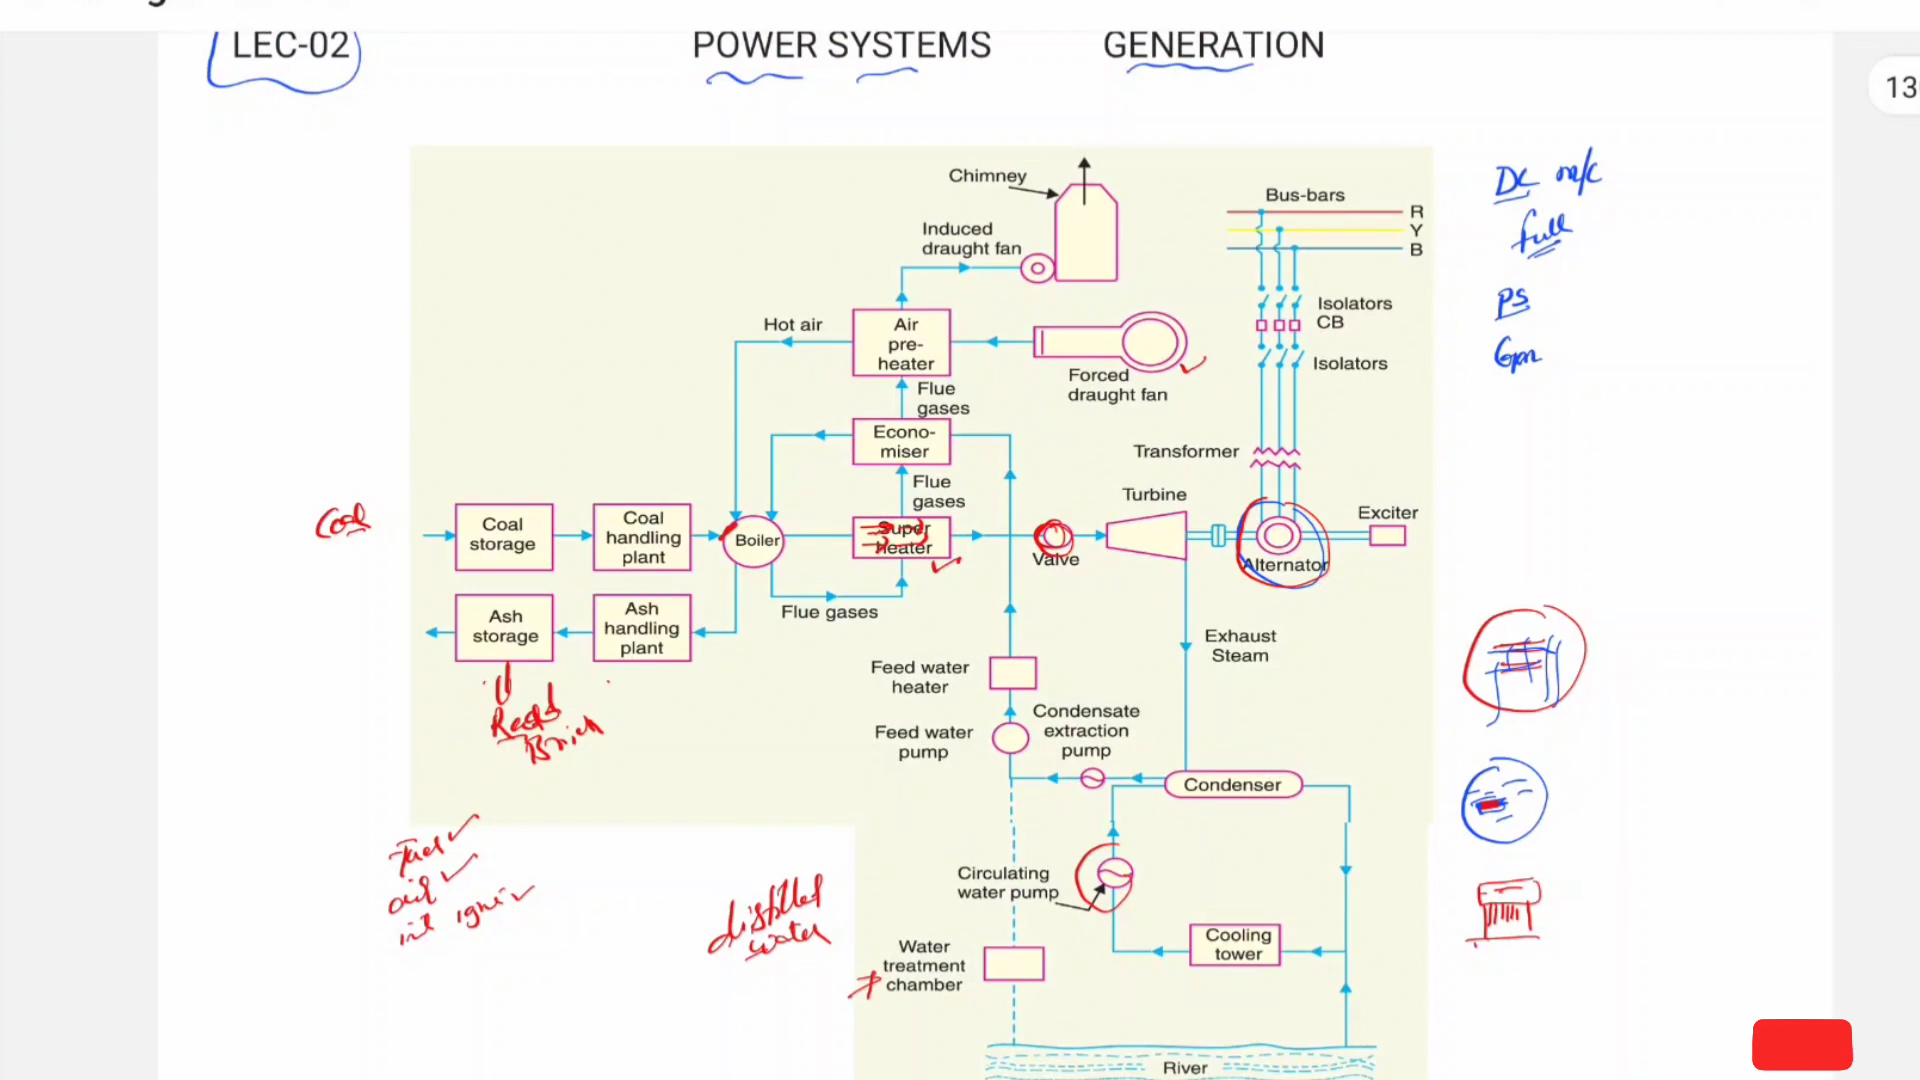 LEC-02
POWER SYSTEMS GENERATION
130
DC m/c
full
PS
Gen
Chimney
Induced
draught fan
Bus-bars
R
Y
B
Isolators
CB
Isolators
Hot air
Air
pre-
heater
Forced
draught fan
Flue
gases
Econo-
miser
Flue
gases
Transformer
Turbine
Exciter
Coal
Coal
storage
Coal
handling
plant
Boiler
Super
heater
Valve
Alternator
Flue gases
Ash
storage
Ash
handling
plant
Exhaust
Steam
Feed water
heater
Feed water
pump
Condensate
extraction
pump
Condenser
Brick
Fuel
oil
distilled
water
Circulating
water pump
Cooling
tower
Water
treatment
chamber
River